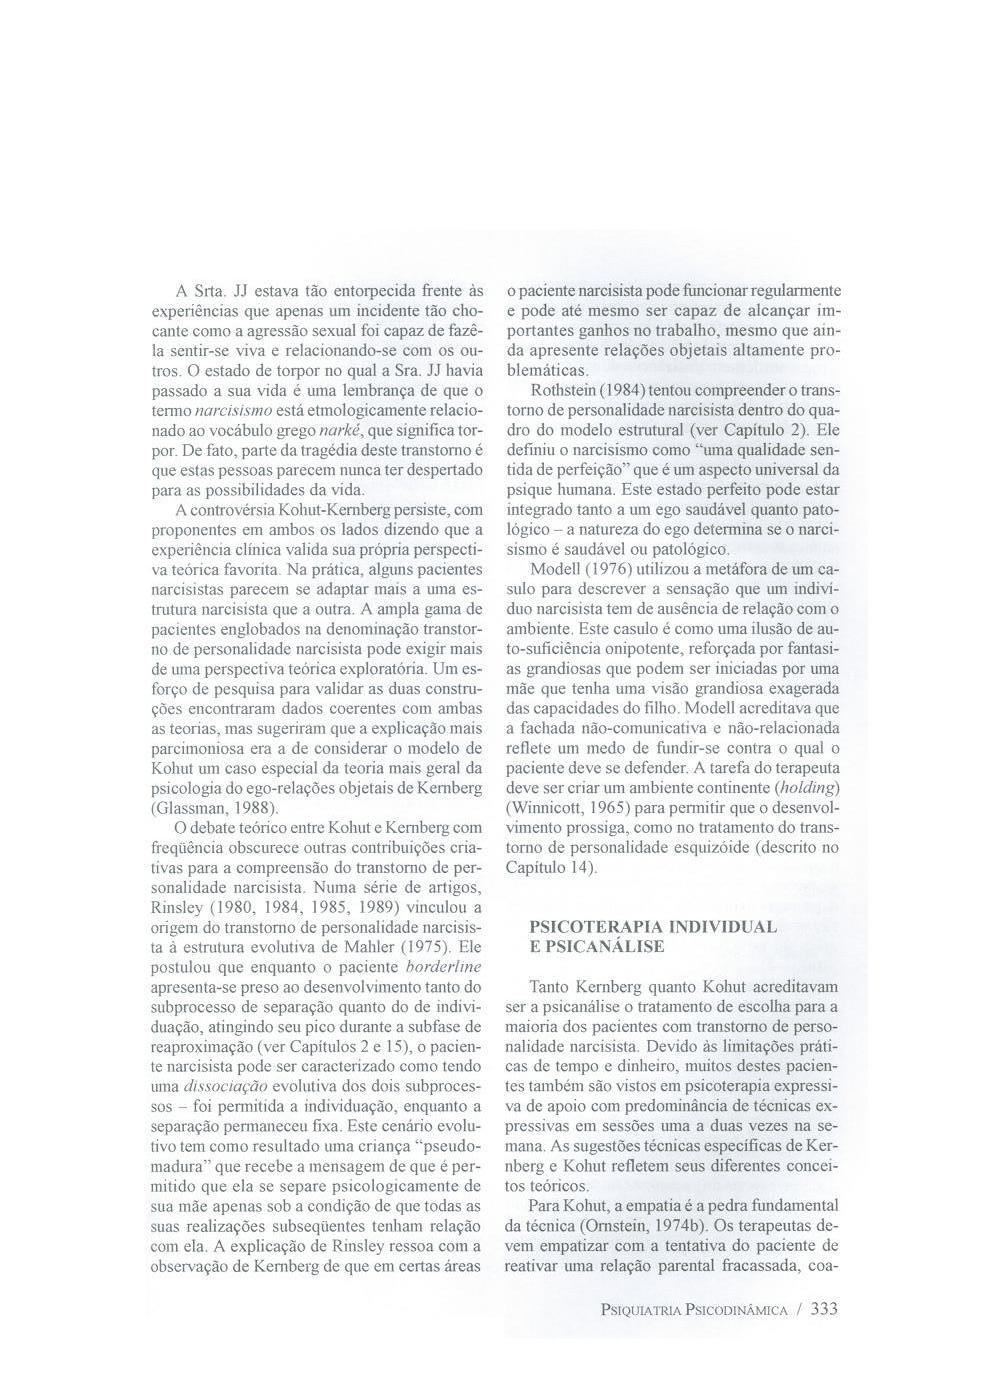 A Srta. JJ estava tão entorpecida frente às
experiências que apenas um incidente tão cho-
cante como a agressão sexual foi capaz de fazê-
la sentir-se viva e relacionando-se com os ou-
tros. O estado de torpor no qual a Sra. JJ havia
passado a sua vida é uma lembrança de que o
termo narcisismo está etmologicamente relacio-
nado ao vocábulo grego narké, que significa tor-
por. De fato, parte da tragédia deste transtorno é
que estas pessoas parecem nunca ter despertado
para as possibilidades da vida.
A controvérsia Kohut-Kernberg persiste, com
proponentes em ambos os lados dizendo que a
experiência clínica valida sua própria perspecti-
va teórica favorita. Na prática, alguns pacientes
narcisistas parecem se adaptar mais a uma es-
trutura narcisista que a outra. A ampla gama de
pacientes englobados na denominação transtor-
no de personalidade narcisista pode exigir mais
de uma perspectiva teórica exploratória. Um es-
forço de pesquisa para validar as duas constru-
ções encontraram dados coerentes com ambas
as teorias, mas sugeriram que a explicação mais
parcimoniosa era a de considerar o modelo de
Kohut um caso especial da teoria mais geral da
psicologia do ego-relações objetais de Kernberg
(Glassman, 1988).
O debate teórico entre Kohut e Kernberg com
freqüência obscurece outras contribuições cria-
tivas para a compreensão do transtorno de per-
sonalidade narcisista. Numa série de artigos,
Rinsley (1980, 1984, 1985, 1989) vinculou a
origem do transtorno de personalidade narcisis-
ta à estrutura evolutiva de Mahler (1975). Ele
postulou que enquanto o paciente borderline
apresenta-se preso ao desenvolvimento tanto do
subprocesso de separação quanto do de indivi-
duação, atingindo seu pico durante a subfase de
reaproximação (ver Capítulos 2 e 15), o pacien-
te narcisista pode ser caracterizado como tendo
uma dissociação evolutiva dos dois subproces-
sos – foi permitida a individuação, enquanto a
separação permaneceu fixa. Este cenário evolu-
tivo tem como resultado uma criança “pseudo-
madura” que recebe a mensagem de que é per-
mitido que ela se separe psicologicamente de
sua mãe apenas sob a condição de que todas as
suas realizações subseqüentes tenham relação
com ela. A explicação de Rinsley ressoa com a
observação de Kernberg de que em certas áreas
o paciente narcisista pode funcionar regularmente
e pode até mesmo ser capaz de alcançar im-
portantes ganhos no trabalho, mesmo que ain-
da apresente relações objetais altamente pro-
blemáticas.
Rothstein (1984) tentou compreender o trans-
torno de personalidade narcisista dentro do qua-
dro do modelo estrutural (ver Capítulo 2). Ele
definiu o narcisismo como “uma qualidade sen-
tida de perfeição” que é um aspecto universal da
psique humana. Este estado perfeito pode estar
integrado tanto a um ego saudável quanto pato-
lógico – a natureza do ego determina se o narci-
sismo é saudável ou patológico.
Modell (1976) utilizou a metáfora de um ca-
sulo para descrever a sensação que um indiví-
duo narcisista tem de ausência de relação com o
ambiente. Este casulo é como uma ilusão de au-
to-suficiência onipotente, reforçada por fantasi-
as grandiosas que podem ser iniciadas por uma
mãe que tenha uma visão grandiosa exagerada
das capacidades do filho. Modell acreditava que
a fachada não-comunicativa e não-relacionada
reflete um medo de fundir-se contra o qual o
paciente deve se defender. A tarefa do terapeuta
deve ser criar um ambiente continente (holding)
(Winnicott, 1965) para permitir que o desenvol-
vimento prossiga, como no tratamento do trans-
torno de personalidade esquizóide (descrito no
Capítulo 14).
PSICOTERAPIA INDIVIDUAL
E PSICANÁLISE
Tanto Kernberg quanto Kohut acreditavam
ser a psicanálise o tratamento de escolha para a
maioria dos pacientes com transtorno de perso-
nalidade narcisista. Devido às limitações práti-
cas de tempo e dinheiro, muitos destes pacien-
tes também são vistos em psicoterapia expressi-
va de apoio com predominância de técnicas ex-
pressivas em sessões uma a duas vezes na se-
mana. As sugestões técnicas específicas de Ker-
nberg e Kohut refletem seus diferentes concei-
tos teóricos.
Para Kohut, a empatia é a pedra fundamental
da técnica (Ornstein, 1974b). Os terapeutas de-
vem empatizar com a tentativa do paciente de
reativar uma relação parental fracassada, coa-
PSIQUIATRIA PSICODINÂMICA / 333